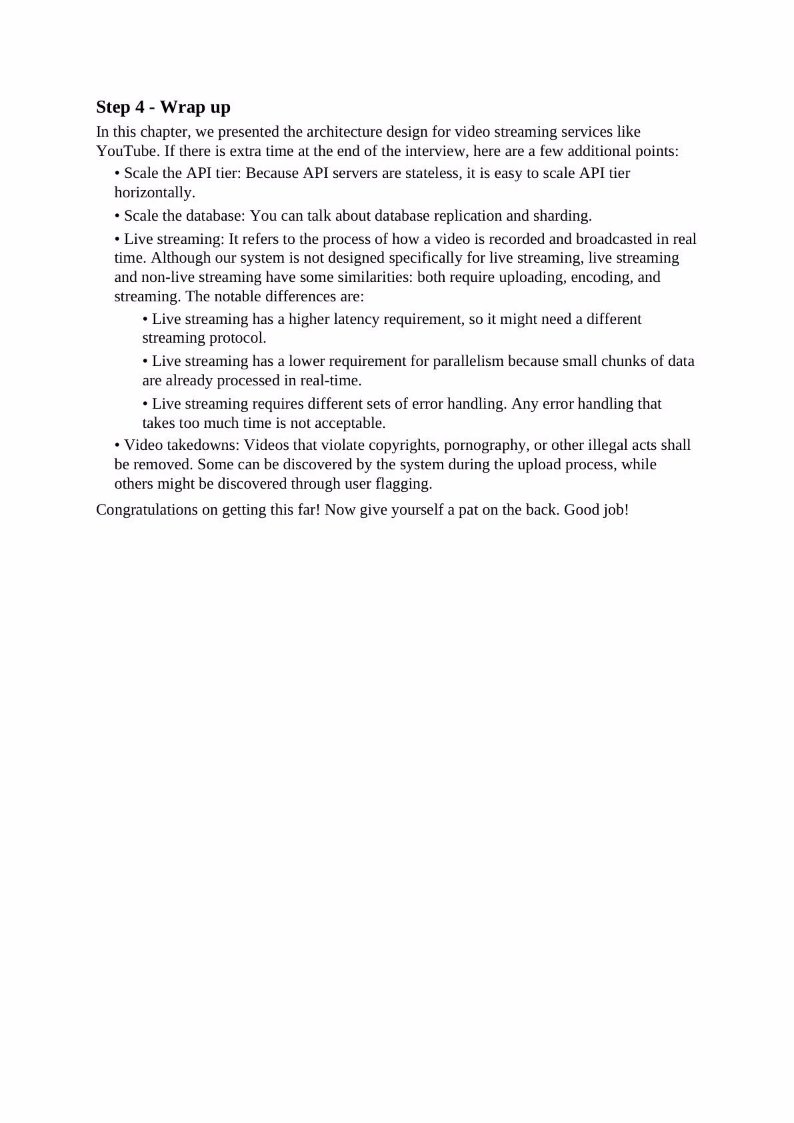 Step 4 - Wrap up
In this chapter, we presented the architecture design for video streaming services like
YouTube. If there is extra time at the end of the interview, here are a few additional points:
• Scale the API tier: Because API servers are stateless, it is easy to scale API tier
horizontally.
• Scale the database: You can talk about database replication and sharding.
• Live streaming: It refers to the process of how a video is recorded and broadcasted in real
time. Although our system is not designed specifically for live streaming, live streaming
and non-live streaming have some similarities: both require uploading, encoding, and
streaming. The notable differences are:
• Live streaming has a higher latency requirement, so it might need a different
streaming protocol.
• Live streaming has a lower requirement for parallelism because small chunks of data
are already processed in real-time.
• Live streaming requires different sets of error handling. Any error handling that
takes too much time is not acceptable.
• Video takedowns: Videos that violate copyrights, pornography, or other illegal acts shall
be removed. Some can be discovered by the system during the upload process, while
others might be discovered through user flagging.
Congratulations on getting this far! Now give yourself a pat on the back. Good job!